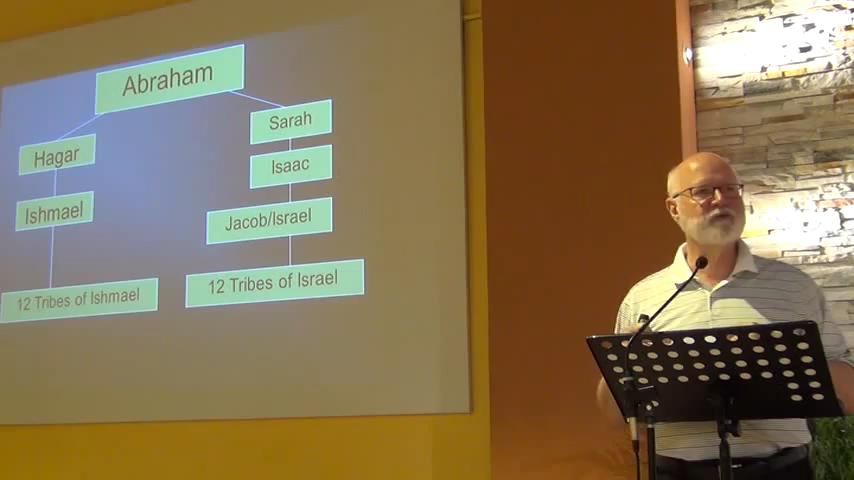 Abraham
Hagar
Sarah
Isaac
Ishmael
Jacob/Israel
12 Tribes of Ishmael
12 Tribes of Israel